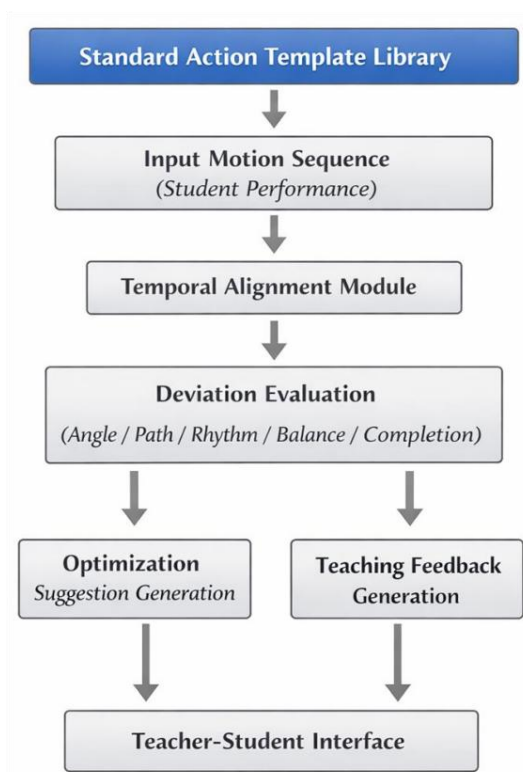 Standard Action Template Library
Input Motion Sequence
(Student Performance)
Temporal Alignment Module
Deviation Evaluation
(Angle / Path / Rhythm / Balance / Completion)
Optimization
Suggestion Generation
Teaching Feedback
Generation
Teacher-Student Interface